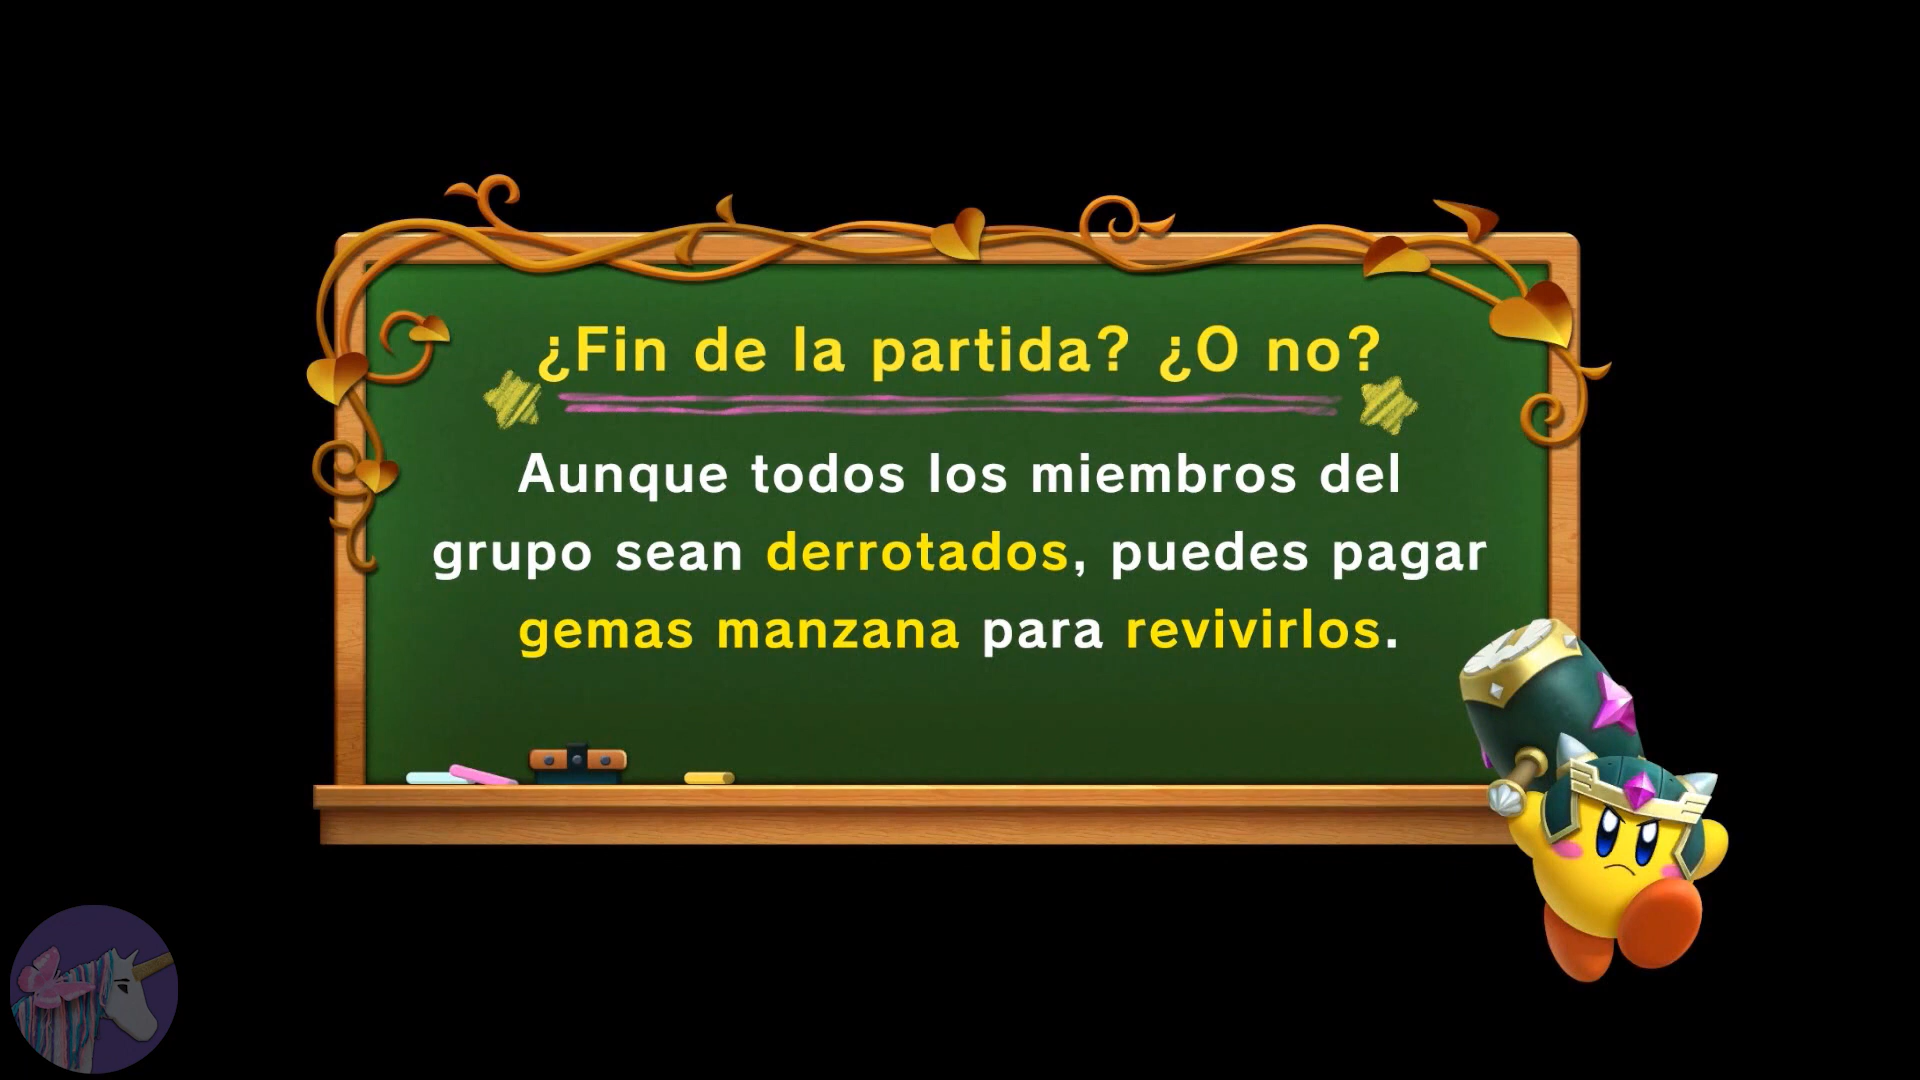 ¿Fin de la partida? ¿O no?
Aunque todos los miembros del
grupo sean derrotados, puedes pagar
gemas manzana para revivirlos.